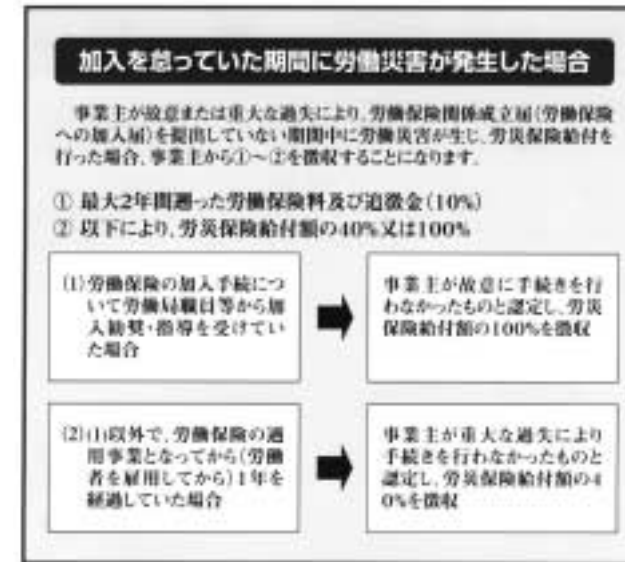 加入を怠っていた期間に労働災害が発生した場合
事業主が故意または重大な過失により、労働保険関係成立届(労働保険
への加入届)を提出していない期間中に労働災害が生じ、労災保険給付を
行った場合、事業主から①~②を徴収することになります。
① 最大2年間遡った労働保険料及び追徴金(10%)
② 以下により、労災保険給付額の40%又は100%
(1)労働保険の加入手続につ
いて労働局職員等から加
入勧奨・指導を受けてい
た場合
事業主が故意に手続きを行
わなかったものと認定し、労災
保険給付額の100%を徴収
(2)(1)以外で、労働保険の適
用事業となってから(労働
者を雇用してから)1年を
経過していた場合
事業主が重大な過失により
手続きを行わなかったものと
認定し、労災保険給付額の4
0%を徴収